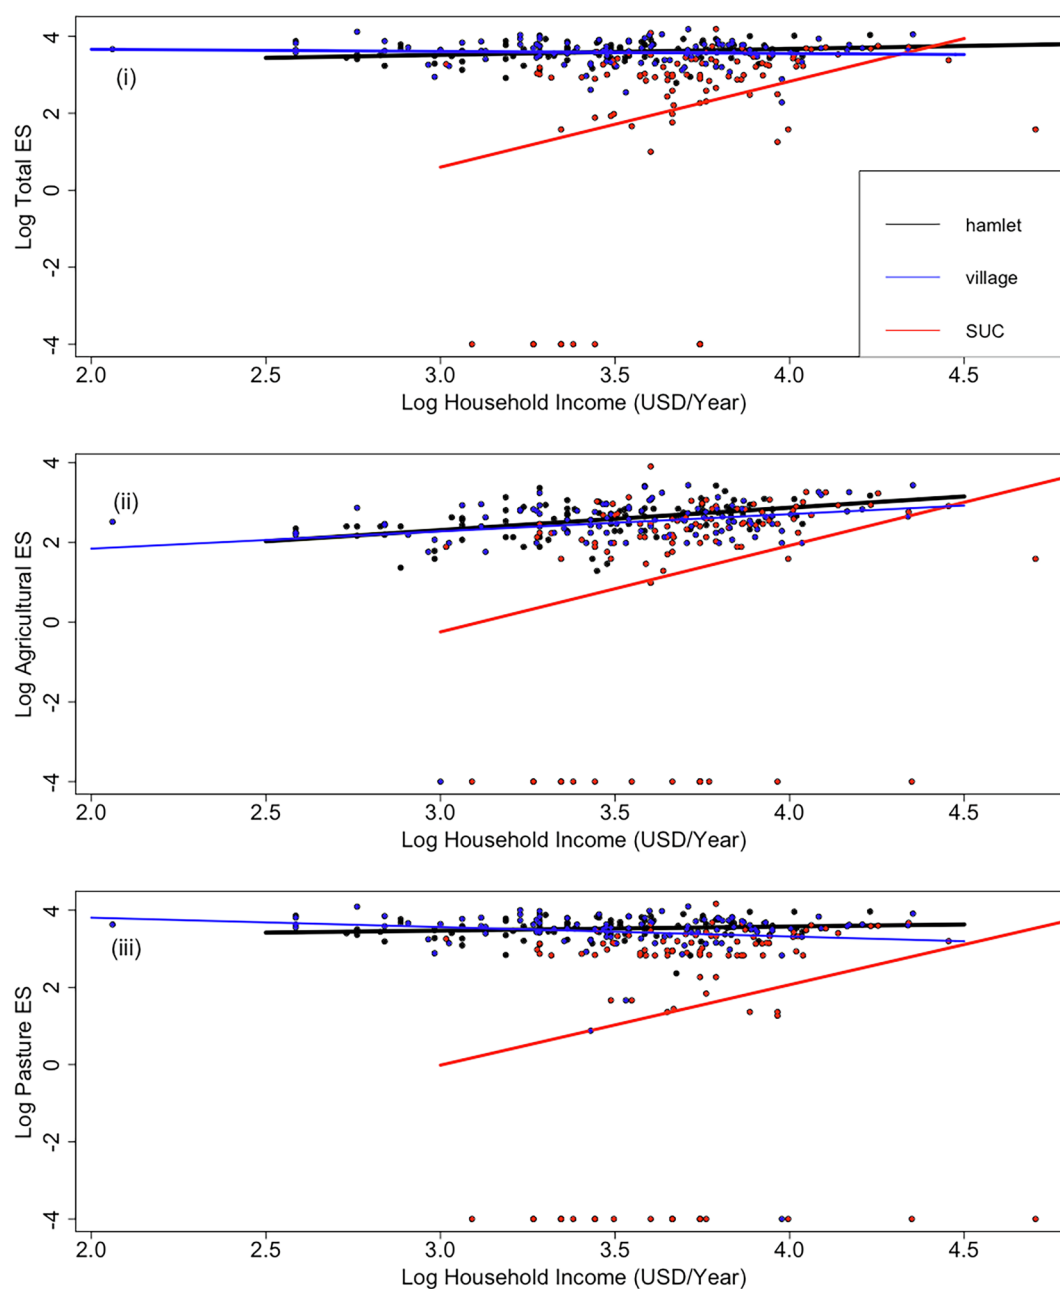 4
2
0
-2
-4
Log Total ES
(i)
hamlet
village
SUC
2.0 2.5 3.0 3.5 4.0 4.5
Log Household Income (USD/Year)
4
2
0
-2
-4
Log Agricultural ES
(ii)
2.0 2.5 3.0 3.5 4.0 4.5
Log Household Income (USD/Year)
4
2
0
-2
-4
Log Pasture ES
(iii)
2.0 2.5 3.0 3.5 4.0 4.5
Log Household Income (USD/Year)